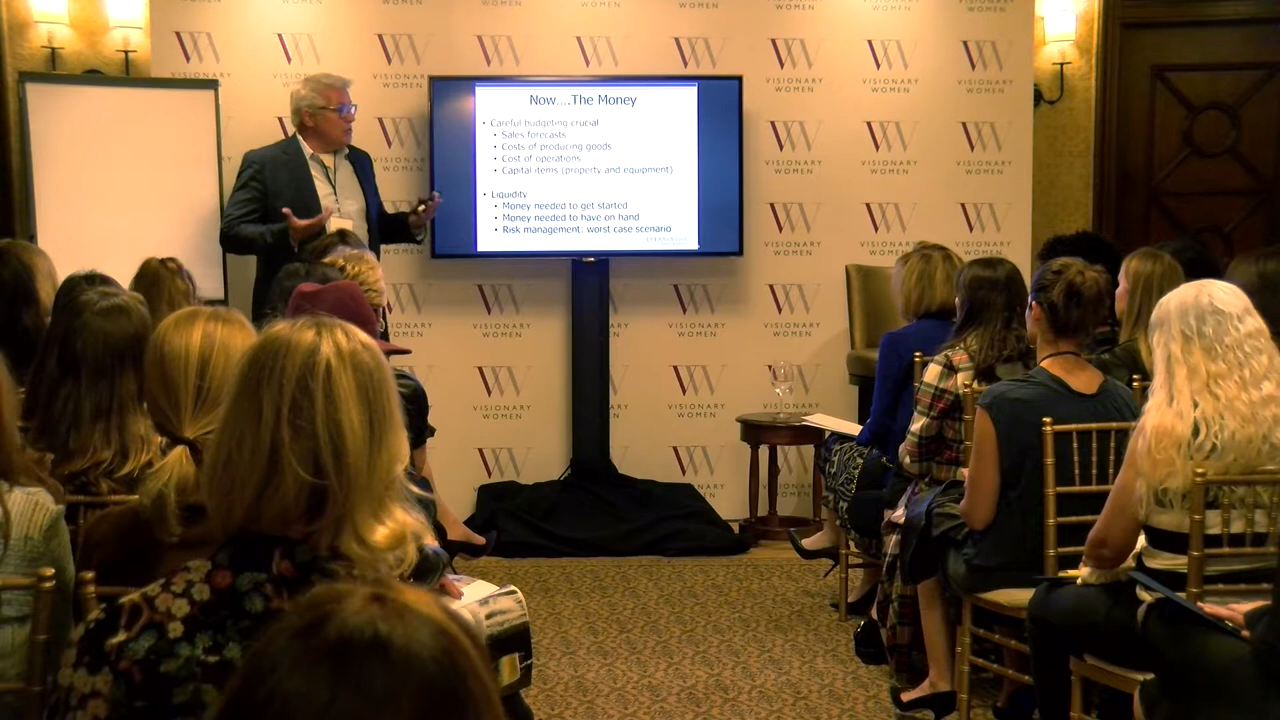 VISIONARY
WOMEN
Now....The Money
• Careful budgeting crucial
• Sales forecasts
• Costs of producing goods
• Cost of operations
• Capital items (property and equipment)
• Liquidity
• Money needed to get started
• Money needed to have on hand
• Risk management: worst case scenario